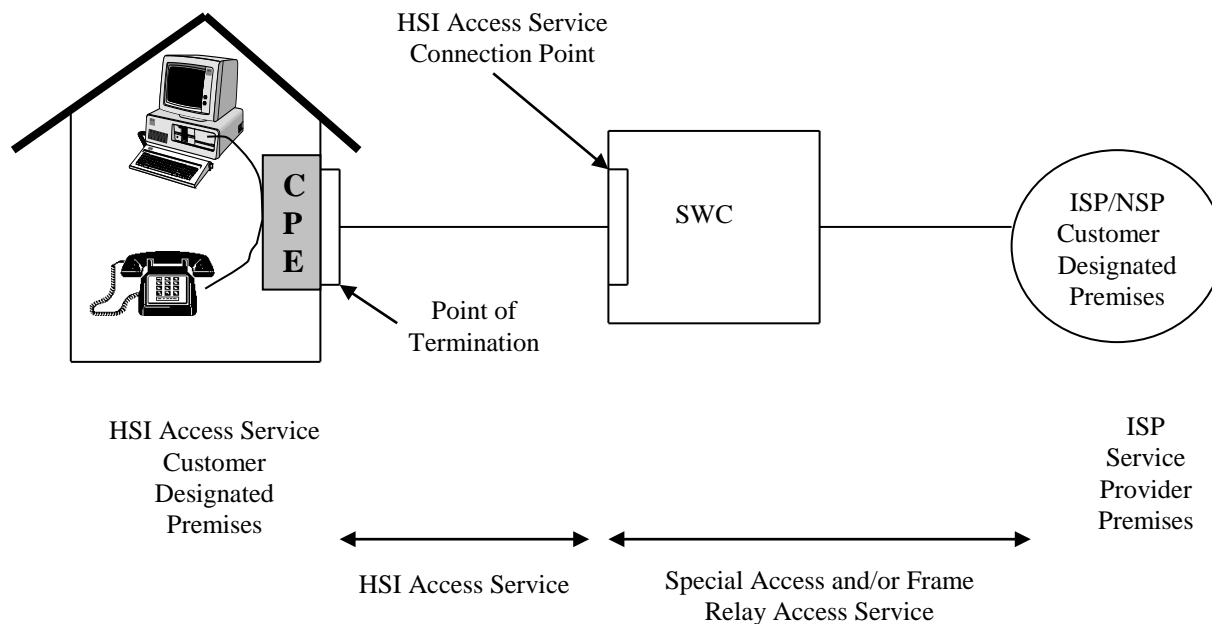 HSI Access Service
Connection Point
C
P
E
SWC
ISP/NSP
Customer
Designated
Premises
Point of
Termination
HSI Access Service
Customer
Designated
Premises
ISP
Service
Provider
Premises
HSI Access Service
Special Access and/or Frame
Relay Access Service